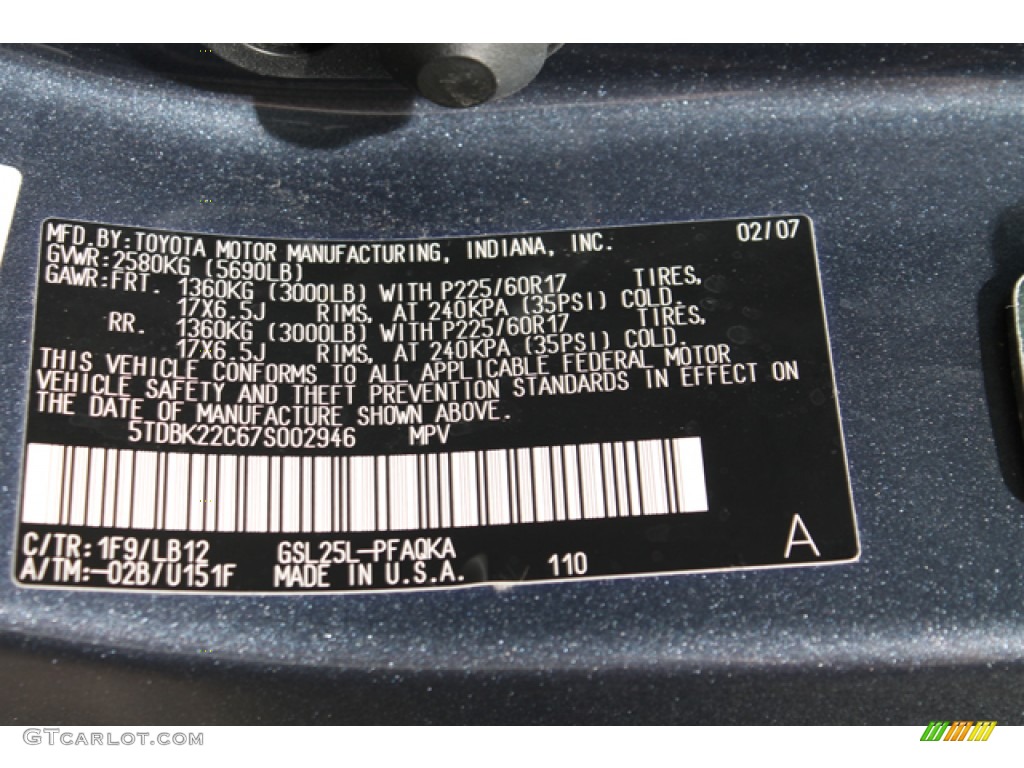 MFD.BY:TOYOTA MOTOR MANUFACTURING, INDIANA, INC. 02/07
GVWR:2580KG (5690LB)
GAWR:FRT. 1360KG (3000LB) WITH P225/60R17 TIRES,
17X6.5J RIMS, AT 240KPA (35PSI) COLD.
RR. 1360KG (3000LB) WITH P225/60R17 TIRES,
17X6.5J RIMS, AT 240KPA (35PSI) COLD.
THIS VEHICLE CONFORMS TO ALL APPLICABLE FEDERAL MOTOR
VEHICLE SAFETY AND THEFT PREVENTION STANDARDS IN EFFECT ON
THE DATE OF MANUFACTURE SHOWN ABOVE.
5TDBK22C67S002946 MPV
C/TR:1F9/LB12 GSL25L-PFAQKA
A/TM:-02B/U151F MADE IN U.S.A. 110 A
GTCarlot.com